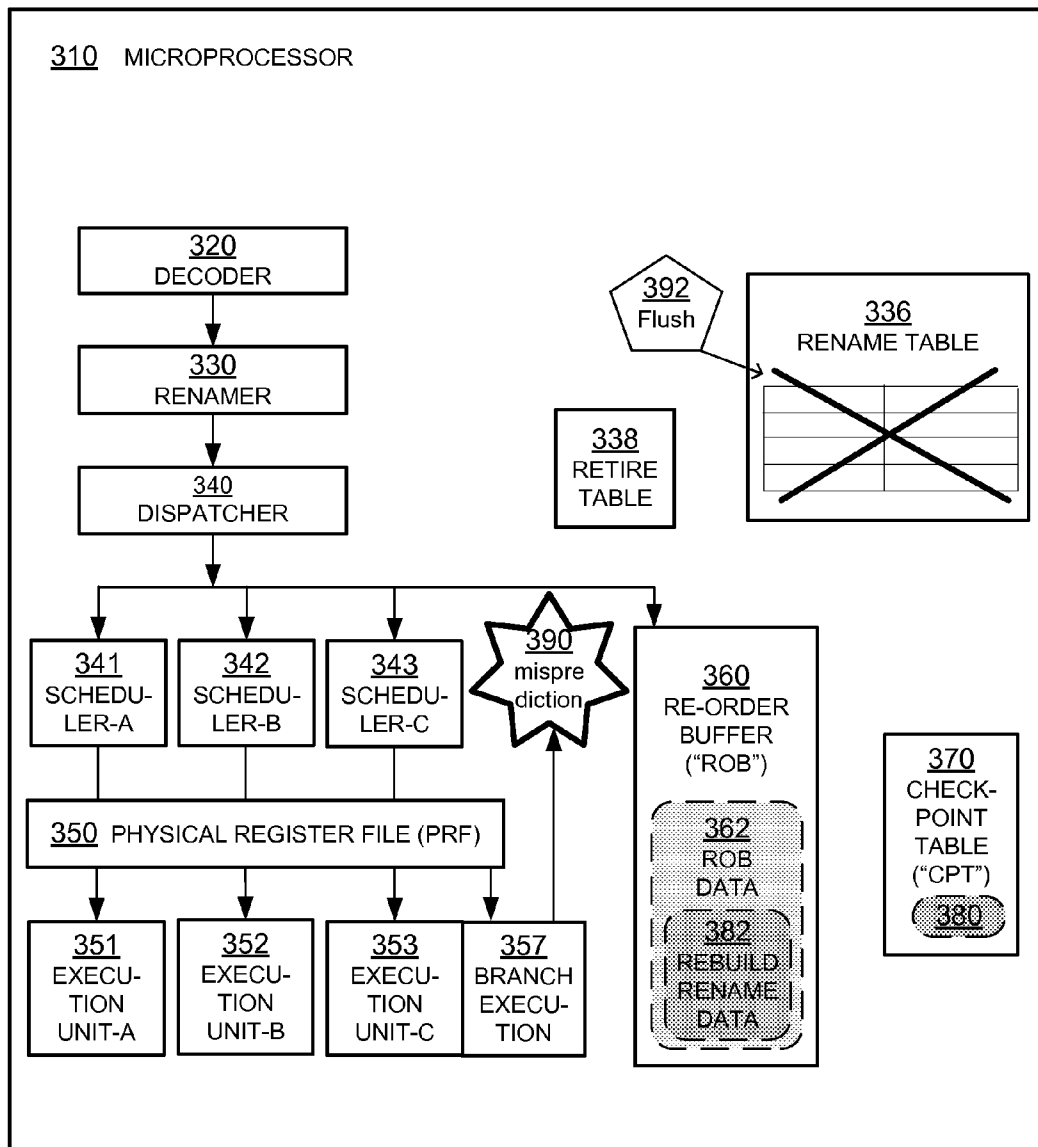 310 MICROPROCESSOR
320
DECODER
330
RENAMER
340
DISPATCHER
392
Flush
336
RENAME TABLE
338
RETIRE
TABLE
341
SCHEDU-
LER-A
342
SCHEDU-
LER-B
343
SCHEDU-
LER-C
390
mispre
diction
360
RE-ORDER
BUFFER
(“ROB”)
362
ROB
DATA
382
REBUILD
RENAME
DATA
370
CHECK-
POINT
TABLE
(“CPT”)
380
350 PHYSICAL REGISTER FILE (PRF)
351
EXECU-
TION
UNIT-A
352
EXECU-
TION
UNIT-B
353
EXECU-
TION
UNIT-C
357
BRANCH
EXECU-
TION